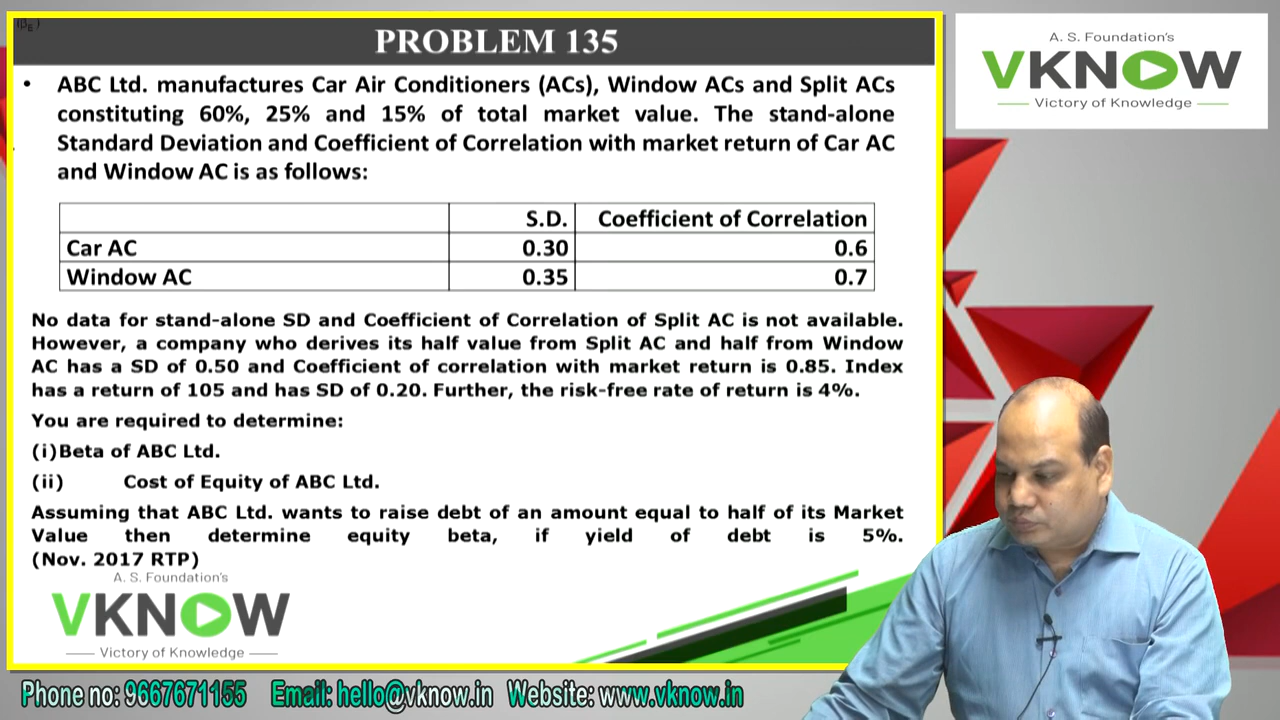 (βE)
PROBLEM 135
• ABC Ltd. manufactures Car Air Conditioners (ACs), Window ACs and Split ACs
constituting 60%, 25% and 15% of total market value. The stand-alone
Standard Deviation and Coefficient of Correlation with market return of Car AC
and Window AC is as follows:
S.D. Coefficient of Correlation
Car AC 0.30 0.6
Window AC 0.35 0.7
No data for stand-alone SD and Coefficient of Correlation of Split AC is not available.
However, a company who derives its half value from Split AC and half from Window
AC has a SD of 0.50 and Coefficient of correlation with market return is 0.85. Index
has a return of 105 and has SD of 0.20. Further, the risk-free rate of return is 4%.
You are required to determine:
(i)Beta of ABC Ltd.
(ii) Cost of Equity of ABC Ltd.
Assuming that ABC Ltd. wants to raise debt of an amount equal to half of its Market
Value then determine equity beta, if yield of debt is 5%.
(Nov. 2017 RTP)
A. S. Foundation's
VKNOW
Victory of Knowledge
A. S. Foundation's
VKNOW
Victory of Knowledge
Phone no: 9667671155 Email: hello@vknow.in Website: www.vknow.in